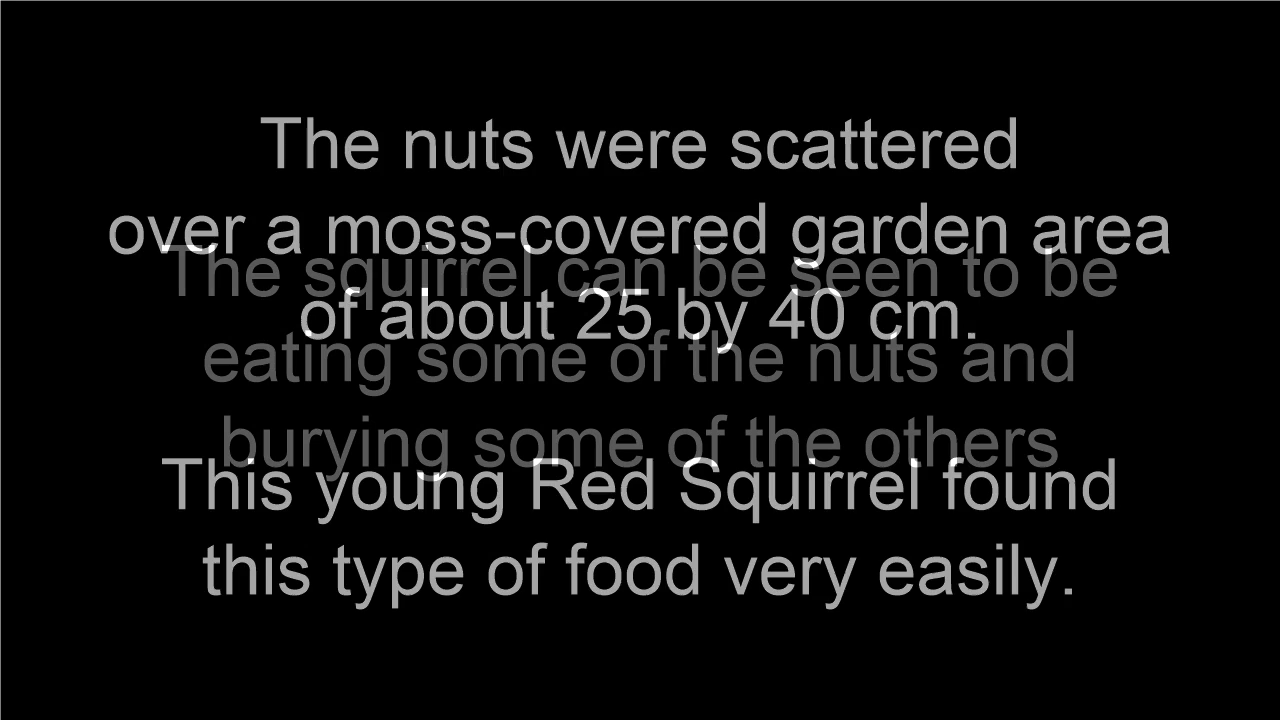 The nuts were scattered
over a moss-covered garden area
of about 25 by 40 cm.
This young Red Squirrel found
this type of food very easily.
The squirrel can be seen to be
eating some of the nuts and
burying some of the others